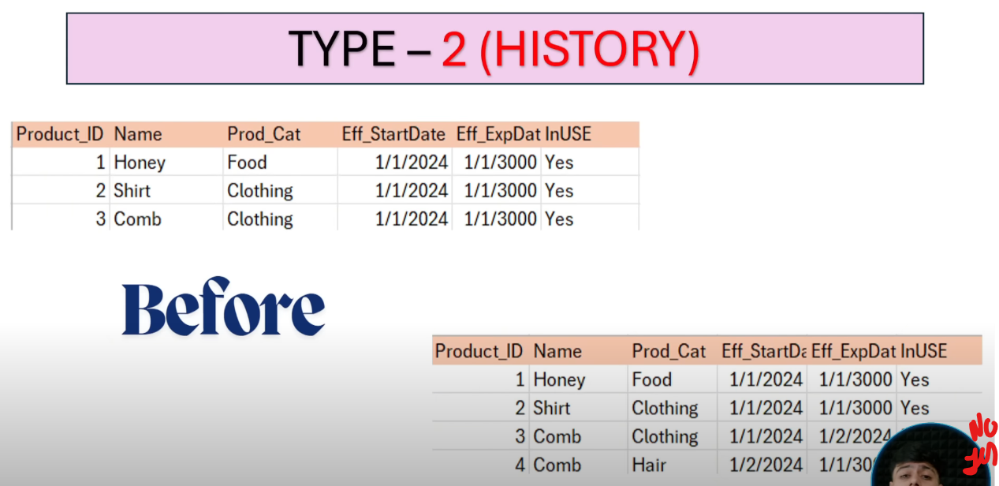 TYPE – 2 (HISTORY)
Product_ID Name Prod_Cat Eff_StartDate Eff_ExpDat InUSE
1 Honey Food 1/1/2024 1/1/3000 Yes
2 Shirt Clothing 1/1/2024 1/1/3000 Yes
3 Comb Clothing 1/1/2024 1/1/3000 Yes
Before
Product_ID Name Prod_Cat Eff_StartDa Eff_ExpDat InUSE
1 Honey Food 1/1/2024 1/1/3000 Yes
2 Shirt Clothing 1/1/2024 1/1/3000 Yes
3 Comb Clothing 1/1/2024 1/2/2024 NO
4 Comb Hair 1/2/2024 1/1/30